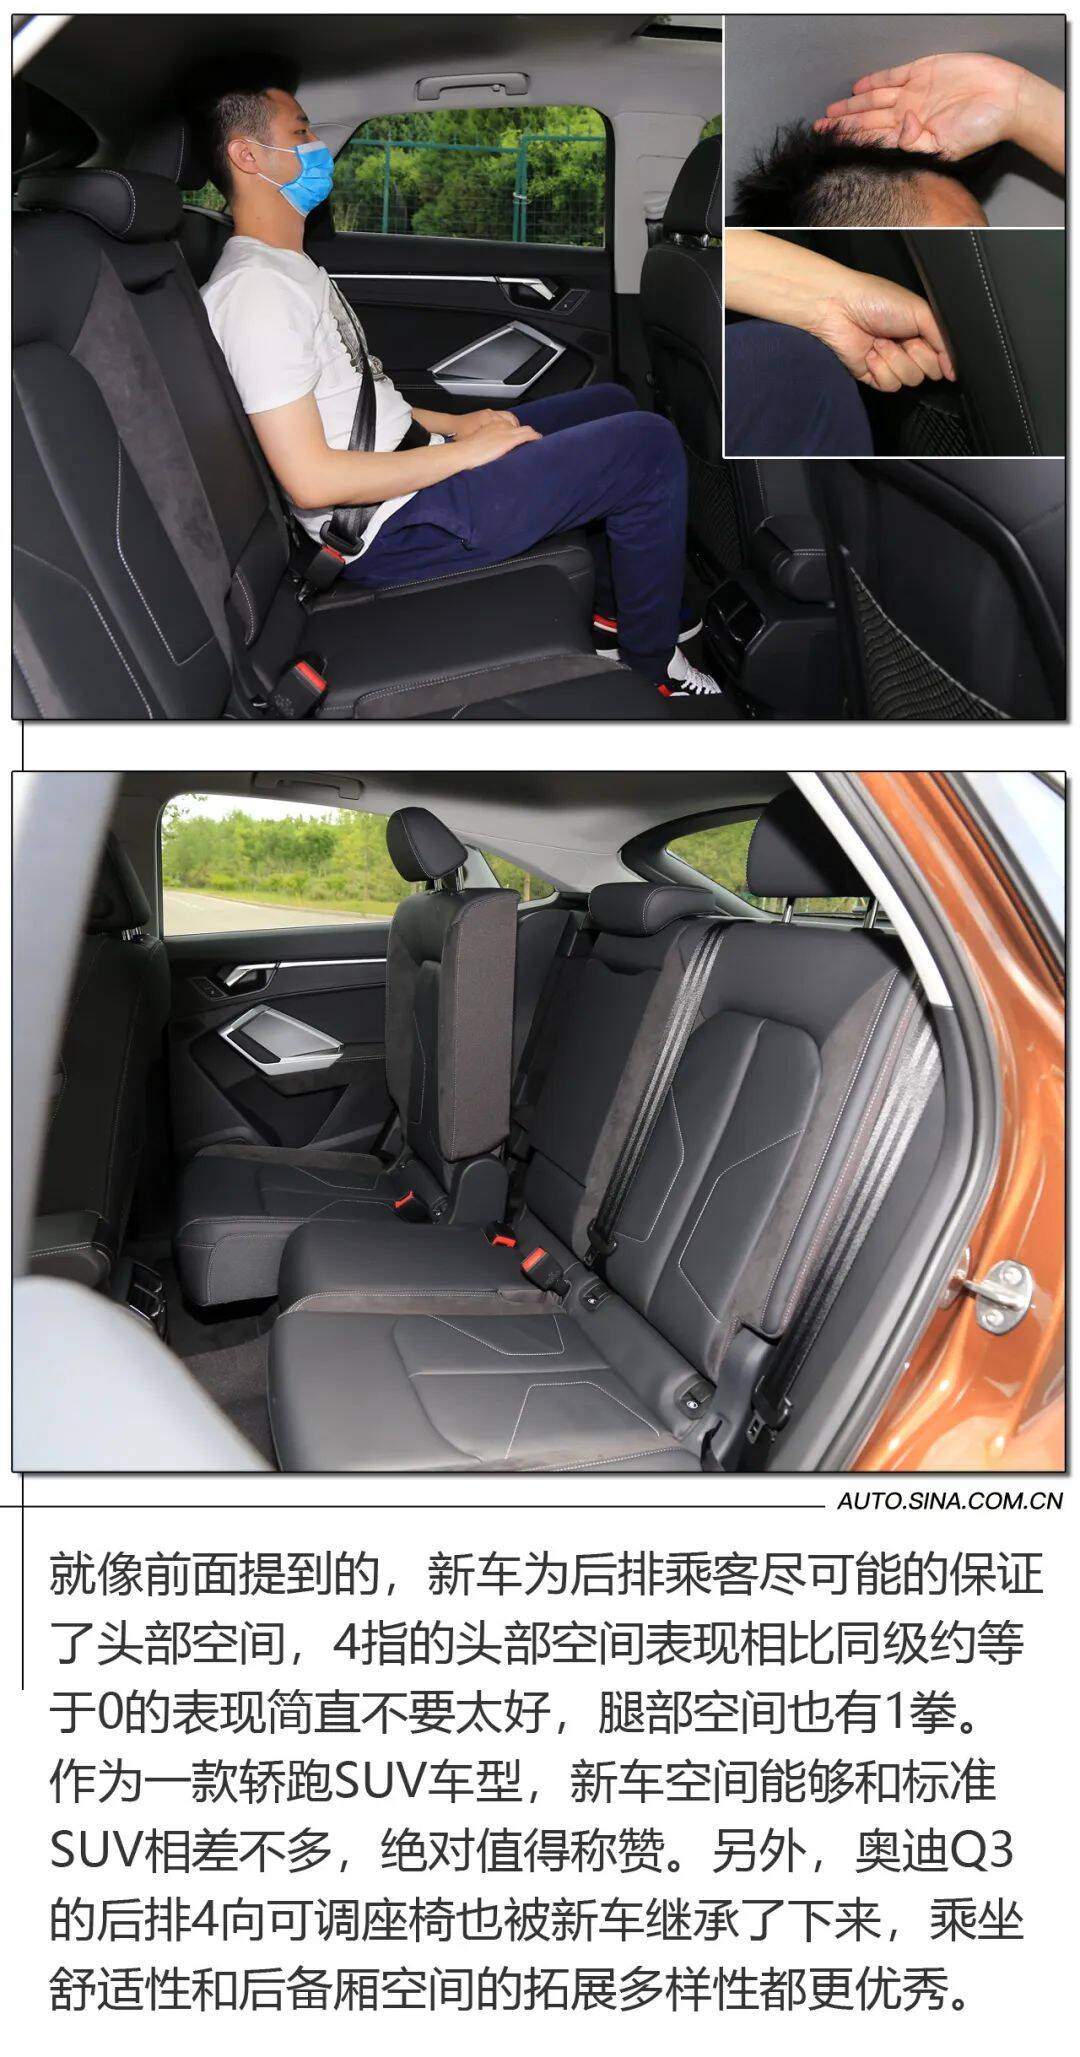 AUTO.SINA.COM.CN
就像前面提到的，新车为后排乘客尽可能的保证
了头部空间，4指的头部空间表现相比同级约等
于0的表现简直不要太好，腿部空间也有1拳。
作为一款轿跑SUV车型，新车空间能够和标准
SUV相差不多，绝对值得称赞。另外，奥迪Q3
的后排4向可调座椅也被新车继承了下来，乘坐
舒适性和后备厢空间的拓展多样性都更优秀。